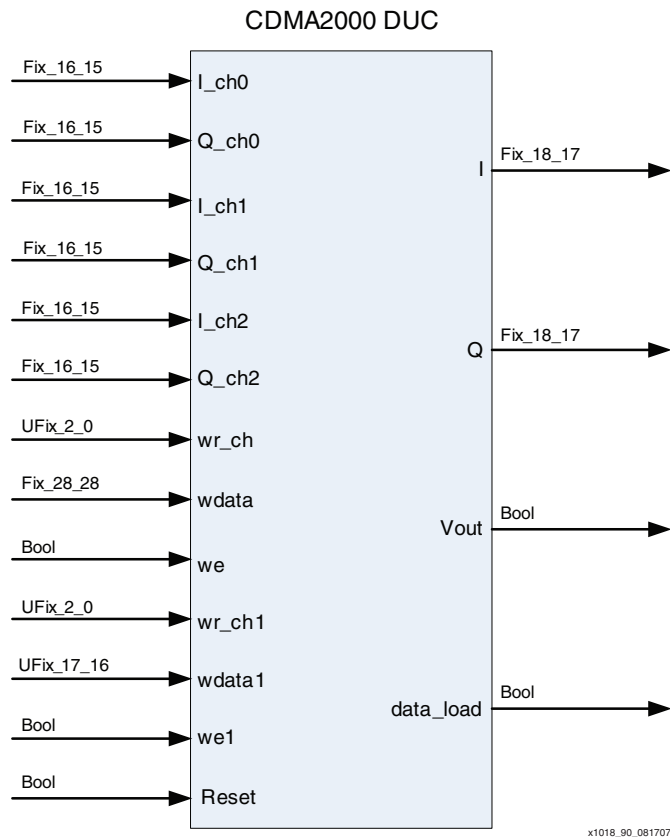 CDMA2000 DUC
Fix_16_15
I_ch0
Fix_16_15
Q_ch0
Fix_16_15
I_ch1
Fix_16_15
Q_ch1
Fix_16_15
I_ch2
Fix_16_15
Q_ch2
UFix_2_0
wr_ch
Fix_28_28
wdata
Bool
we
UFix_2_0
wr_ch1
UFix_17_16
wdata1
Bool
we1
Bool
Reset
I
Fix_18_17
Q
Fix_18_17
Vout
Bool
data_load
Bool
x1018_90_081707